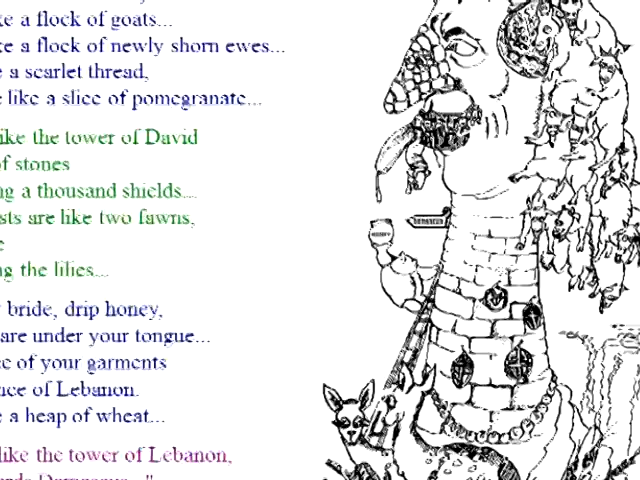 ke a flock of goats...
ke a flock of newly shorn ewes...
e a scarlet thread,
like a slice of pomegranate...
ike the tower of David
of stones
ng a thousand shields...
sts are like two fawns,
e
ng the lilies...
bride, drip honey,
are under your tongue...
ce of your garments
nce of Lebanon.
e a heap of wheat...
like the tower of Lebanon,